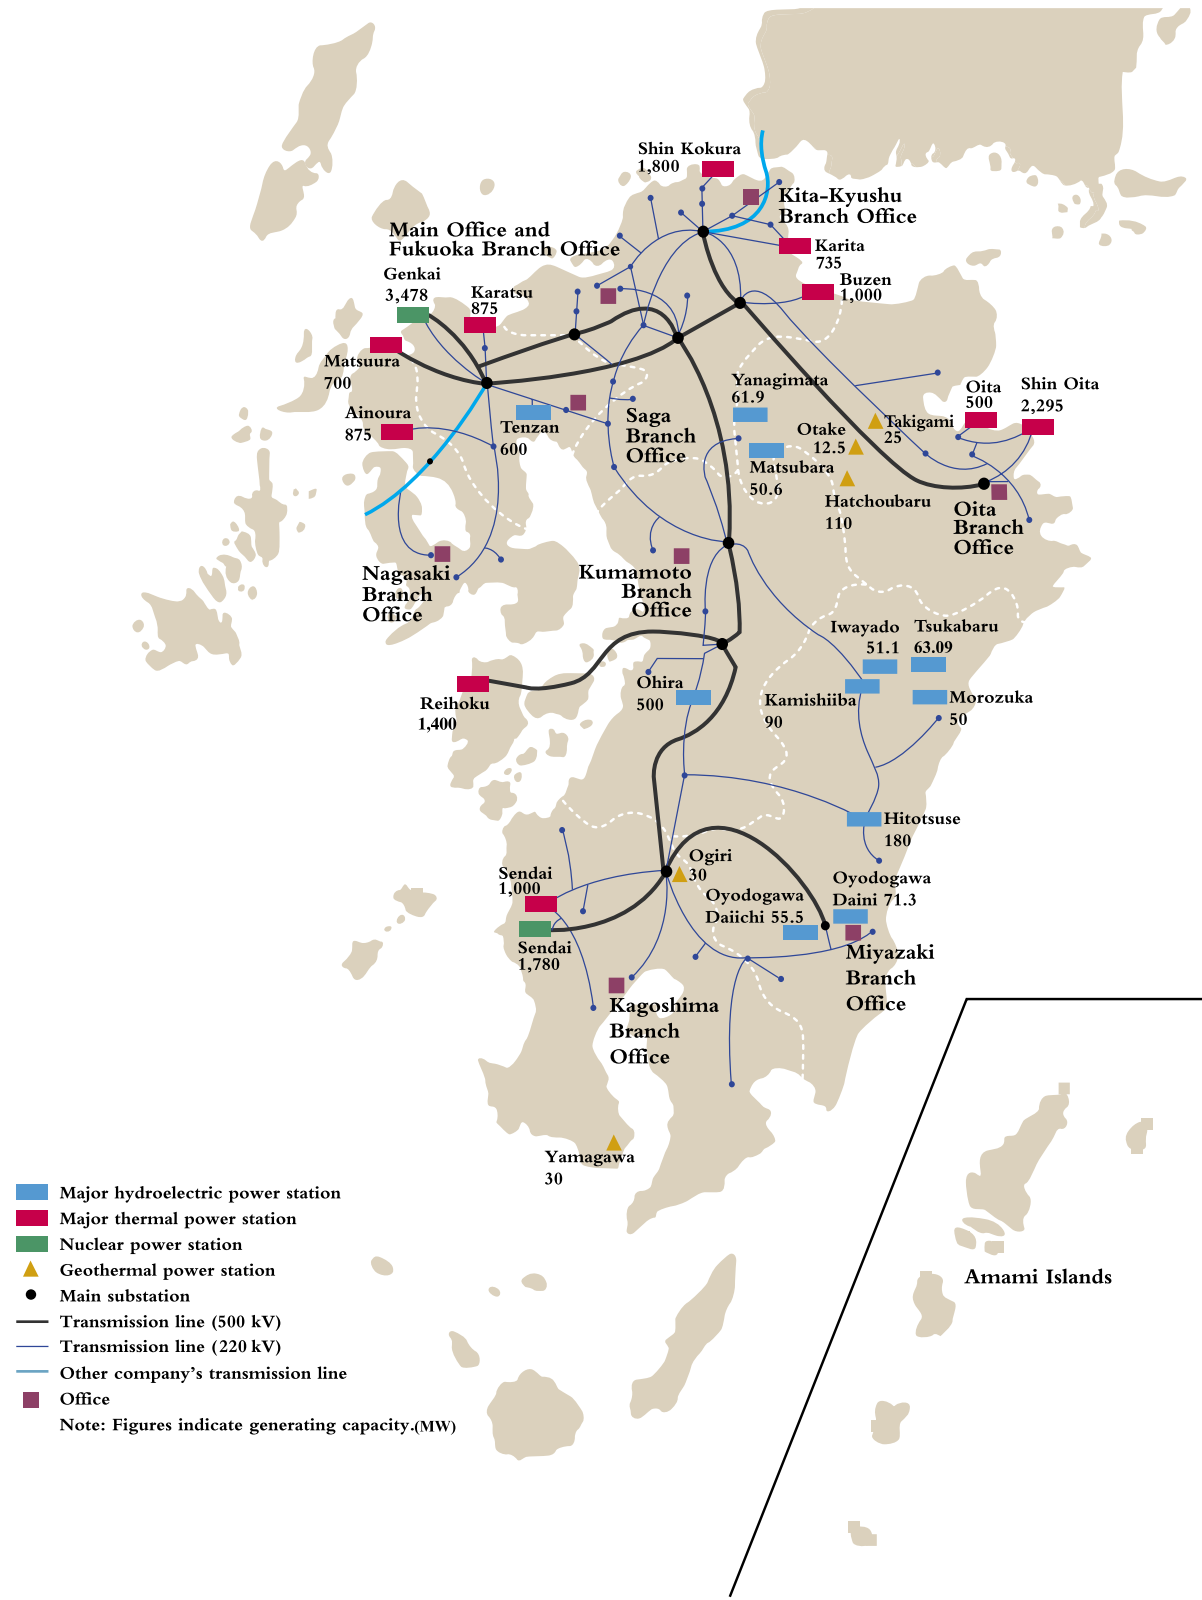 Shin Kokura
1,800
Kita-Kyushu
Branch Office
Main Office and
Fukuoka Branch Office
Karita
735
Genkai
3,478
Karatsu
875
Buzen
1,000
Matsuura
700
Yanagimata
61.9
Oita
500
Shin Oita
2,295
Ainoura
875
Tenzan
600
Saga
Branch
Office
Otake
12.5
Takigami
25
Matsubara
50.6
Hatchoubaru
110
Oita
Branch
Office
Nagasaki
Branch
Office
Kumamoto
Branch
Office
Iwayado
51.1
Tsukabaru
63.09
Reihoku
1,400
Ohira
500
Kamishiiba
90
Morozuka
50
Hitotsuse
180
Ogiri
30
Sendai
1,000
Oyodogawa
Daiichi 55.5
Oyodogawa
Daini 71.3
Sendai
1,780
Miyazaki
Branch
Office
Kagoshima
Branch
Office
Yamagawa
30
Major hydroelectric power station
Major thermal power station
Nuclear power station
Geothermal power station
Main substation
Transmission line (500 kV)
Transmission line (220 kV)
Other company's transmission line
Office
Note: Figures indicate generating capacity.(MW)
Amami Islands